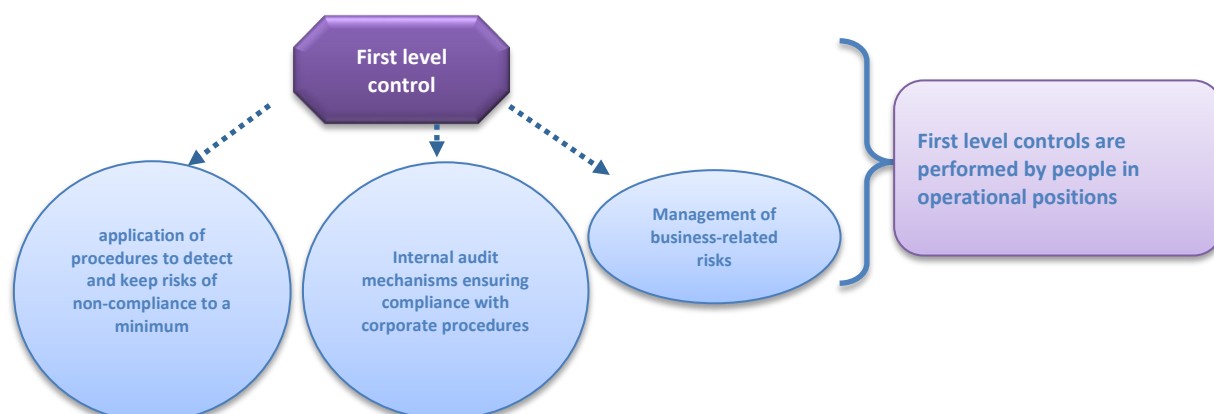 First level
control
First level controls are
performed by people in
operational positions
application of
procedures to detect
and keep risks of
non-compliance to a
minimum
Internal audit
mechanisms ensuring
compliance with
corporate procedures
Management of
business-related
risks